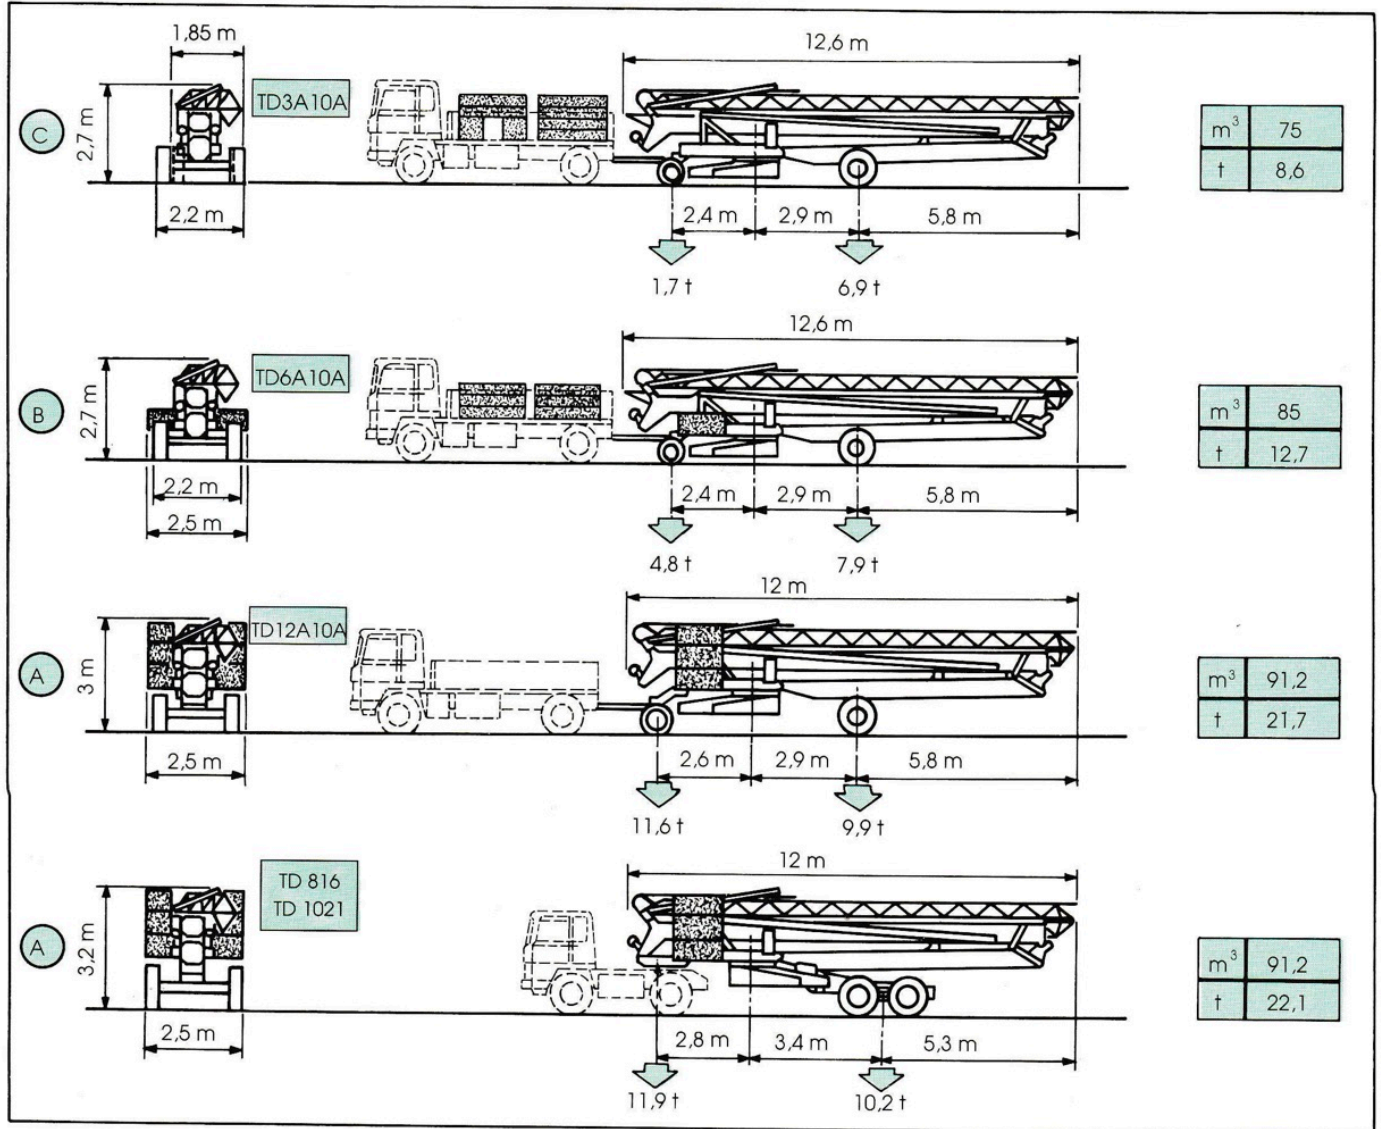 1,85 m
12,6 m
TD3A10A
C
2,7 m
m³ 75
t 8,6
2,2 m
2,4 m 2,9 m 5,8 m
1,7 t 6,9 t
12,6 m
TD6A10A
B
2,7 m
m³ 85
t 12,7
2,2 m
2,5 m
2,4 m 2,9 m 5,8 m
4,8 t 7,9 t
12 m
TD12A10A
A
3 m
m³ 91,2
t 21,7
2,5 m
2,6 m 2,9 m 5,8 m
11,6 t 9,9 t
12 m
TD 816
TD 1021
A
3,2 m
m³ 91,2
t 22,1
2,5 m
2,8 m 3,4 m 5,3 m
11,9 t 10,2 t